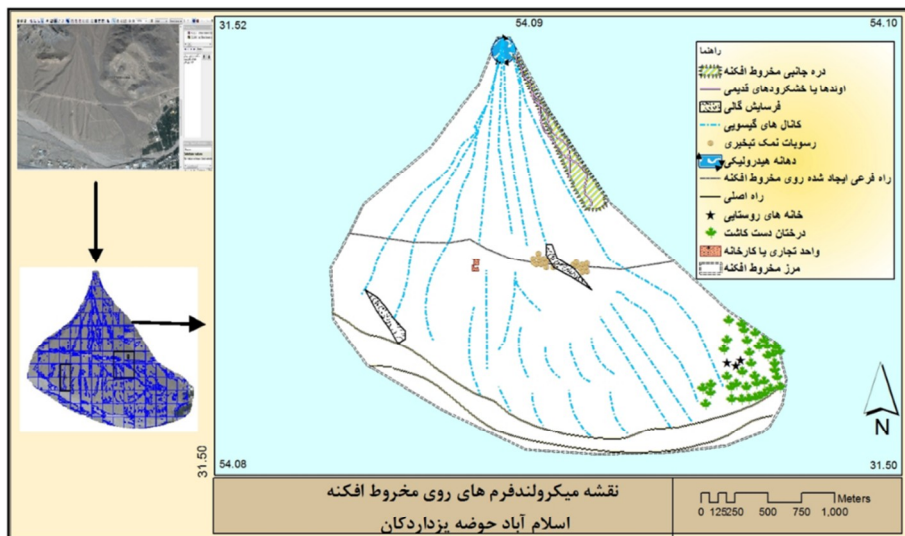 31.52
54.09
54.10
راهنما
دره جانبی مخروط افکنه
اوندها یا خشکرودهای قدیمی
فرسایش گالی
کانال های گیسویی
رسوبات نمک تبخیری
دهانه هیدرولیکی
راه فرعی ایجاد شده روی مخروط افکنه
راه اصلی
خانه های روستایی
درختان دست کاشت
واحد تجاری یا کارخانه
مرز مخروط افکنه
N
31.50
54.08
31.50
نقشه میکرولندفرم های روی مخروط افکنه
اسلام آباد حوضه یزداردکان
Meters
0 125250 500 750 1,000